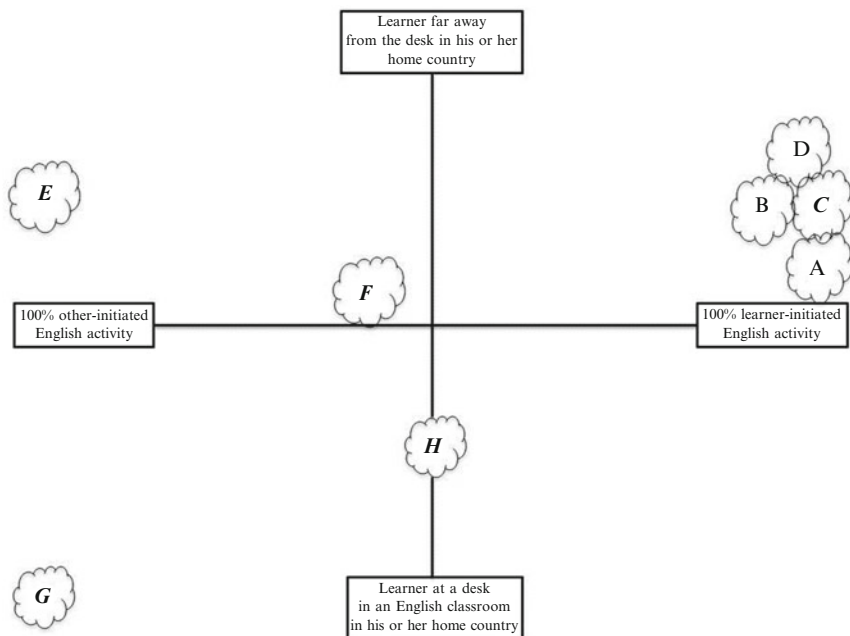 Learner far away
from the desk in his or her
home country
D
E
B
C
A
F
100% other-initiated
English activity
100% learner-initiated
English activity
H
G
Learner at a desk
in an English classroom
in his or her home country